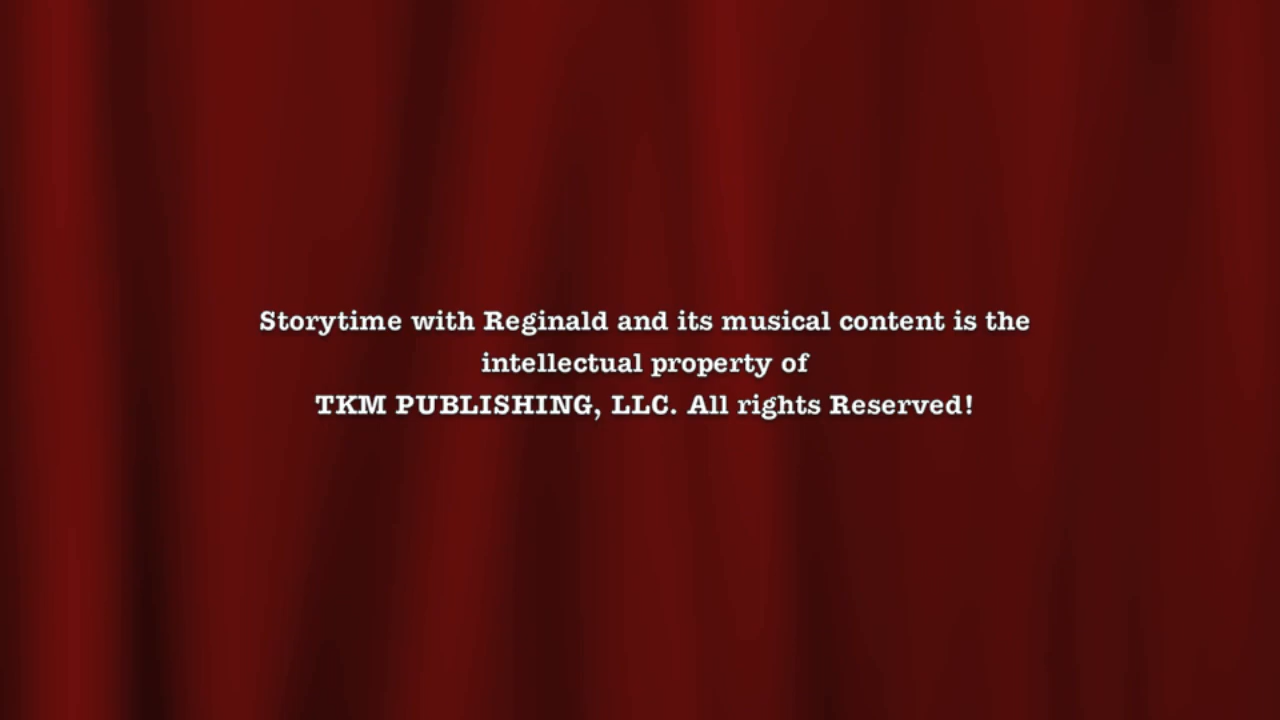 Storytime with Reginald and its musical content is the
intellectual property of
TKM PUBLISHING, LLC. All rights Reserved!